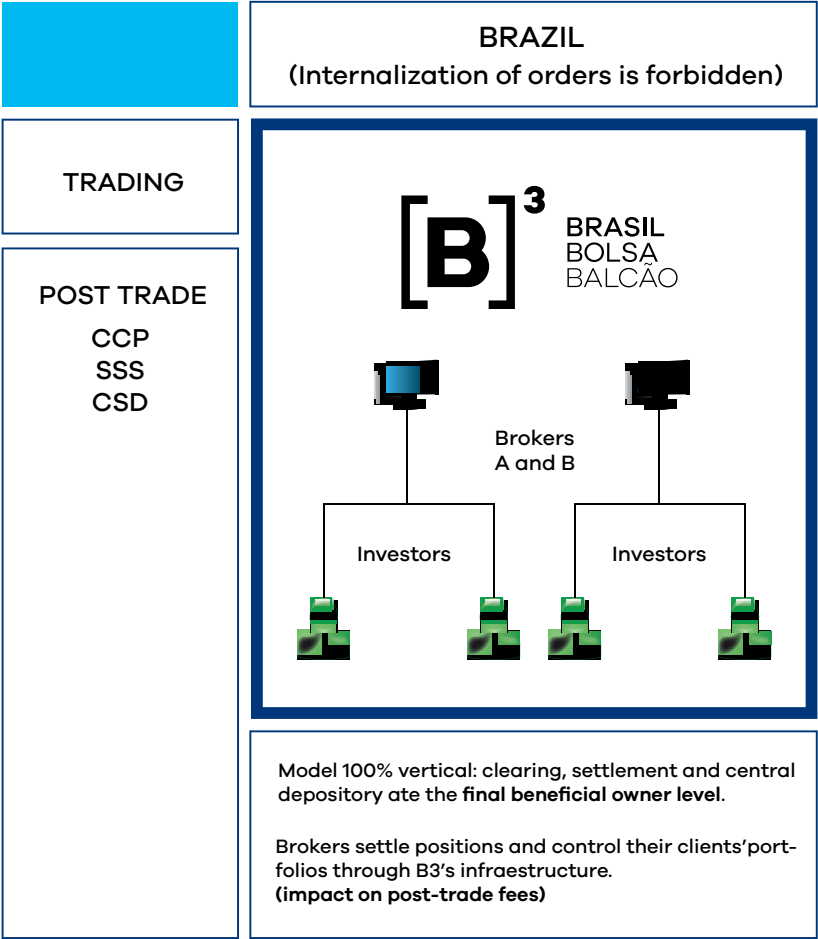 BRAZIL
(Internalization of orders is forbidden)
TRADING
[B]³
BRASIL
BOLSA
BALCÃO
POST TRADE
CCP
SSS
CSD
Brokers
A and B
Investors
Investors
Model 100% vertical: clearing, settlement and central
depository ate the final beneficial owner level.
Brokers settle positions and control their clients'port-
folios through B3's infraestructure.
(impact on post-trade fees)